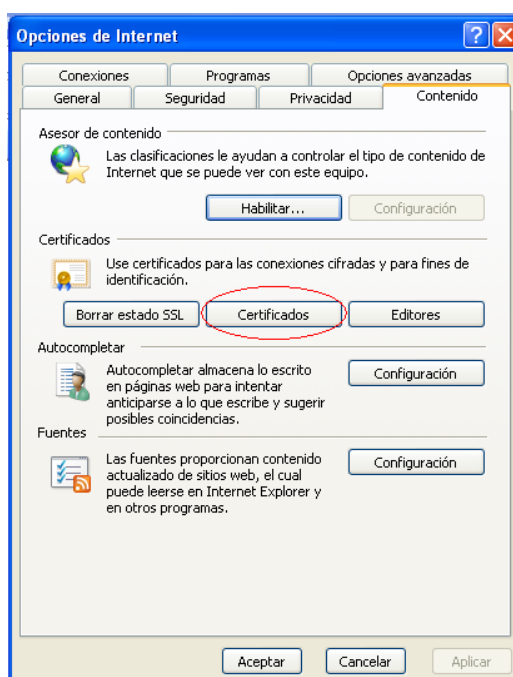 Opciones de Internet
Conexiones Programas Opciones avanzadas
General Seguridad Privacidad Contenido
Asesor de contenido
Las clasificaciones le ayudan a controlar el tipo de contenido de
Internet que se puede ver con este equipo.
Habilitar... Configuración
Certificados
Use certificados para las conexiones cifradas y para fines de
identificación.
Borrar estado SSL Certificados Editores
Autocompletar
Autocompletar almacena lo escrito
en páginas web para intentar
anticiparse a lo que escribe y sugerir
posibles coincidencias.
Configuración
Fuentes
Las fuentes proporcionan contenido
actualizado de sitios web, el cual
puede leerse en Internet Explorer y
en otros programas.
Configuración
Aceptar Cancelar Aplicar